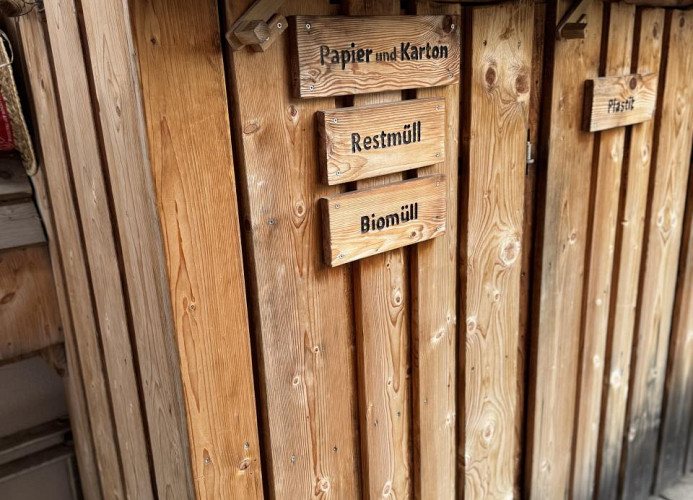 Papier und Karton
Restmüll
Biomüll
Plastik